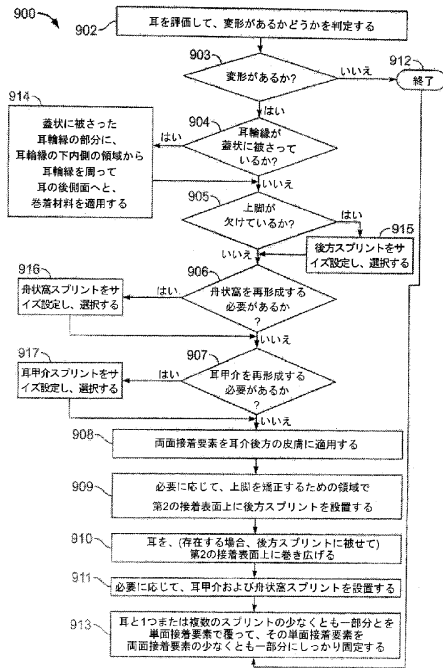 900
902
耳を評価して、変形があるかどうかを判定する
903
変形があるか?
いいえ
912
終了
はい
914
蓋状に被さった
耳輪縁の部分に、
耳輪縁の下内側の領域から
耳輪縁を周って
耳の後側面へと、
巻着材料を適用する
はい
904
耳輪縁が
蓋状に被さって
いるか?
いいえ
905
上脚が
欠けているか?
はい
915
後方スプリントをサ
イズ設定し、選択する
いいえ
906
舟状窩を再形成する
必要があるか
?
はい
916
舟状窩スプリントをサ
イズ設定し、選択する
いいえ
907
耳甲介を再形成する
必要があるか
?
はい
917
耳甲介スプリントをサ
イズ設定し、選択する
いいえ
908
両面接着要素を耳介後方の皮膚に適用する
909
必要に応じて、上脚を矯正するための領域で
第2の接着表面上に後方スプリントを設置する
910
耳を、(存在する場合、後方スプリントに被せて)
第2の接着表面上に巻き広げる
911
必要に応じて、耳甲介および舟状窩スプリントを設置する
913
耳と1つまたは複数のスプリントの少なくとも一部分とを
単面接着要素で覆って、その単面接着要素を
両面接着要素の少なくとも一部分にしっかり固定する